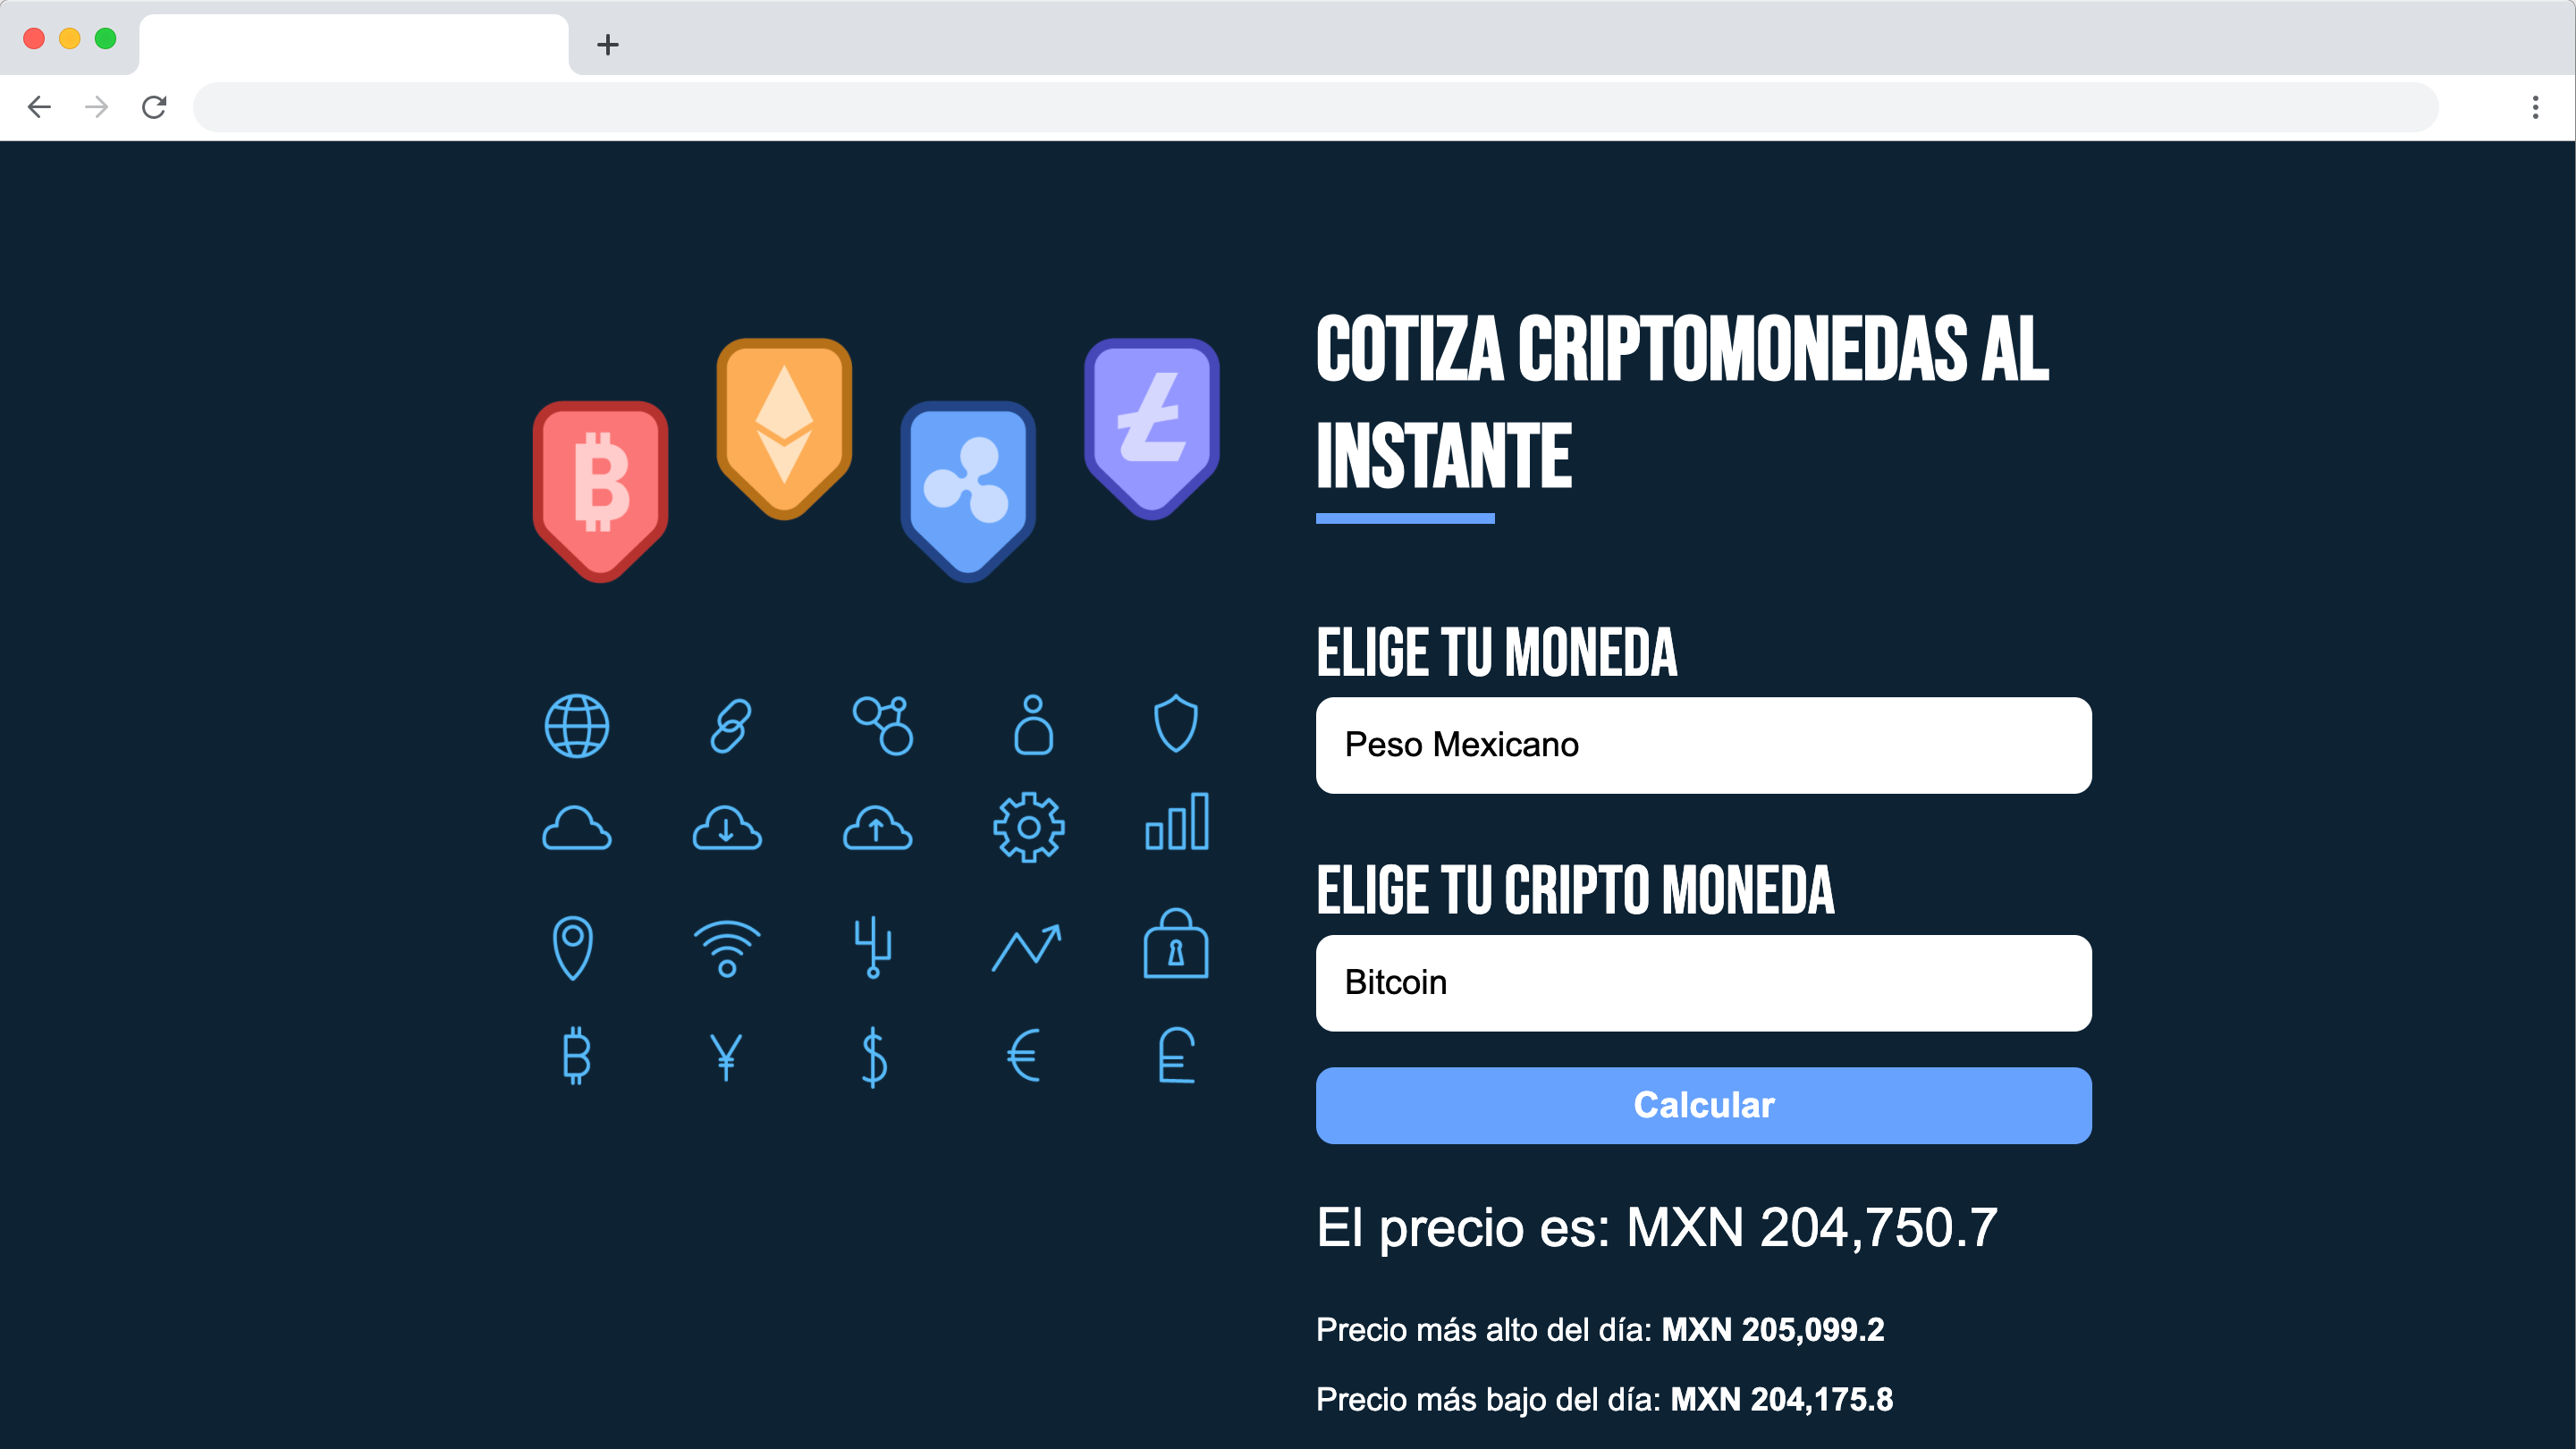 COTIZA CRIPTOMONEDAS AL
INSTANTE
ELIGE TU MONEDA
Peso Mexicano
ELIGE TU CRIPTO MONEDA
Bitcoin
Calcular
El precio es: MXN 204,750.7
Precio más alto del día: MXN 205,099.2
Precio más bajo del día: MXN 204,175.8